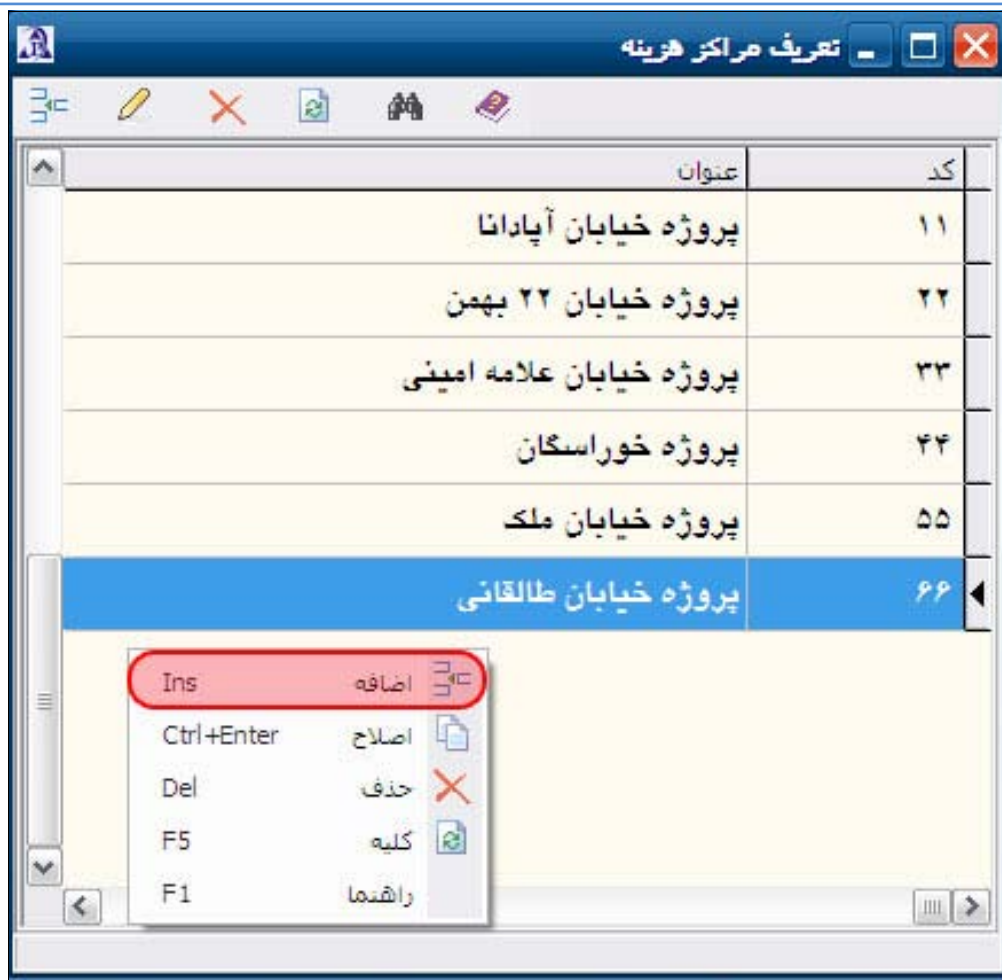 تعریف مراکز هزینه
کد عنوان
۱۱ پروژه خیابان آپادانا
۲۲ پروژه خیابان ۲۲ بهمن
۳۳ پروژه خیابان علامه امینی
۴۴ پروژه خوراسگان
۵۵ پروژه خیابان ملک
۶۶ پروژه خیابان طالقانی
اضافه Ins
اصلاح Ctrl+Enter
حذف Del
کلیه F5
راهنما F1